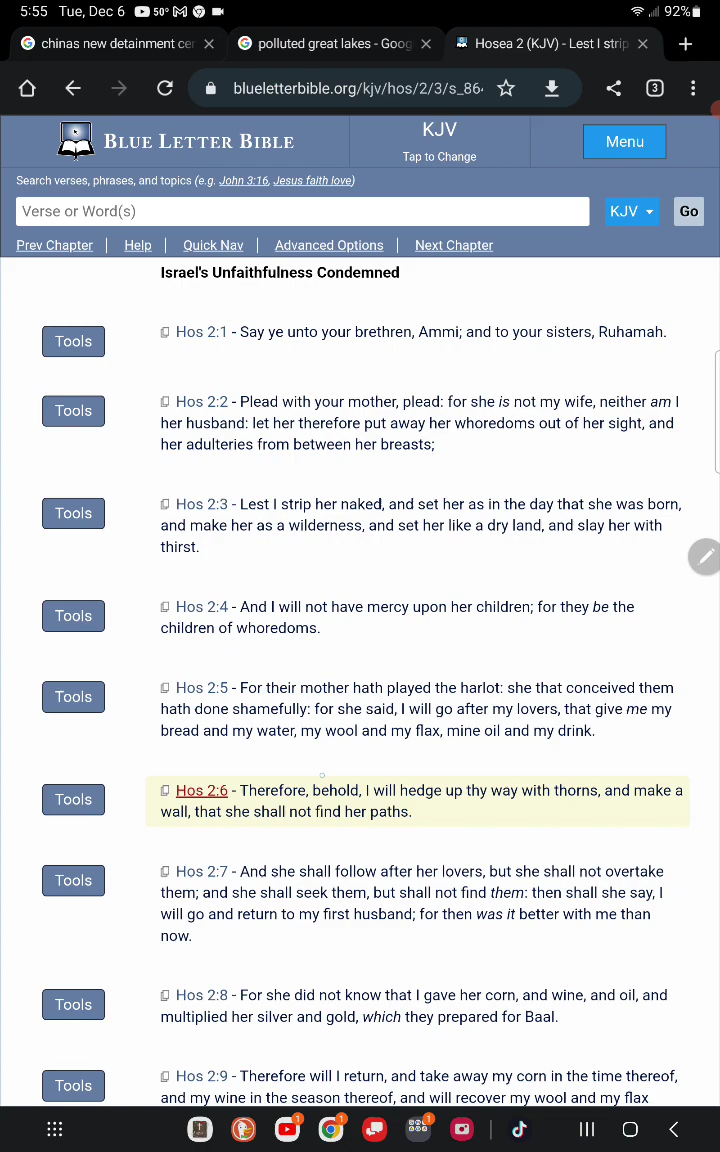 5:55 Tue, Dec 6 50° 92%
chinas new detainment ce
polluted great lakes - Goog
Hosea 2 (KJV) - Lest I strip
blueletterbible.org/kjv/hos/2/3/s_86 3
BLUE LETTER BIBLE
KJV
Tap to Change
Menu
Search verses, phrases, and topics (e.g. John 3:16, Jesus faith love)
Verse or Word(s) KJV Go
Prev Chapter | Help | Quick Nav | Advanced Options | Next Chapter
Israel's Unfaithfulness Condemned
Tools
Hos 2:1 - Say ye unto your brethren, Ammi; and to your sisters, Ruhamah.
Tools
Hos 2:2 - Plead with your mother, plead: for she is not my wife, neither am I
her husband: let her therefore put away her whoredoms out of her sight, and
her adulteries from between her breasts;
Tools
Hos 2:3 - Lest I strip her naked, and set her as in the day that she was born,
and make her as a wilderness, and set her like a dry land, and slay her with
thirst.
Tools
Hos 2:4 - And I will not have mercy upon her children; for they be the
children of whoredoms.
Tools
Hos 2:5 - For their mother hath played the harlot: she that conceived them
hath done shamefully: for she said, I will go after my lovers, that give me my
bread and my water, my wool and my flax, mine oil and my drink.
Tools
Hos 2:6 - Therefore, behold, I will hedge up thy way with thorns, and make a
wall, that she shall not find her paths.
Tools
Hos 2:7 - And she shall follow after her lovers, but she shall not overtake
them; and she shall seek them, but shall not find them: then shall she say, I
will go and return to my first husband; for then was it better with me than
now.
Tools
Hos 2:8 - For she did not know that I gave her corn, and wine, and oil, and
multiplied her silver and gold, which they prepared for Baal.
Tools
Hos 2:9 - Therefore will I return, and take away my corn in the time thereof,
and my wine in the season thereof, and will recover my wool and my flax
1 1 1